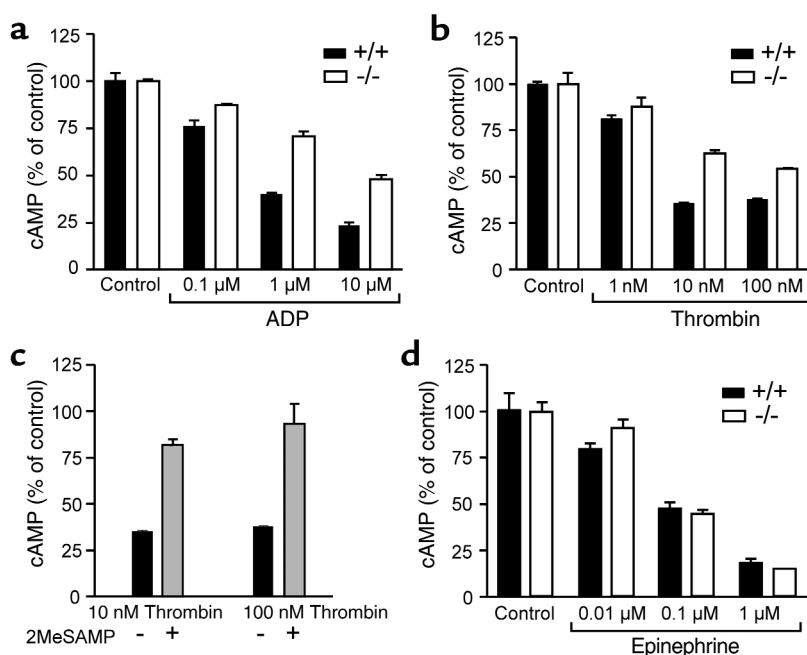 a
125
100
75
50
25
0
cAMP (% of control)
+/+
-/-
Control 0.1 µM 1 µM 10 µM
ADP
b
125
100
75
50
25
0
cAMP (% of control)
+/+
-/-
Control 1 nM 10 nM 100 nM
Thrombin
c
125
100
75
50
25
0
cAMP (% of control)
10 nM Thrombin 100 nM Thrombin
2MeSAMP - + - +
d
125
100
75
50
25
0
cAMP (% of control)
+/+
-/-
Control 0.01 µM 0.1 µM 1 µM
Epinephrine